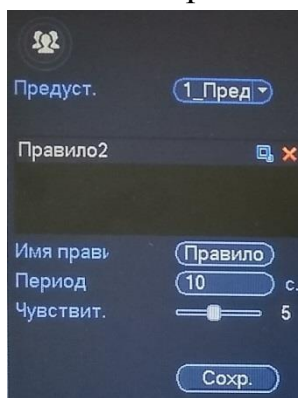 Предуст. 1_Пред
Правило2
Имя прави Правило
Период 10 с.
Чувствит. 5
Сохр.